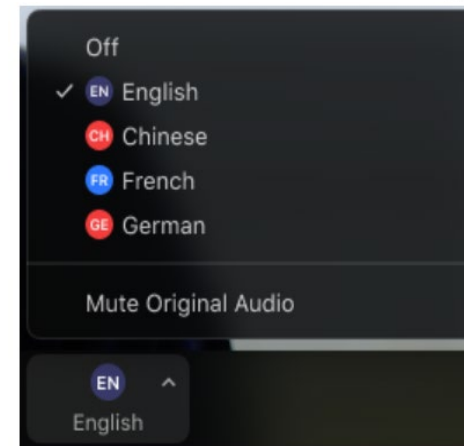 Off
✓ EN English
CH Chinese
FR French
GE German
Mute Original Audio
EN
English